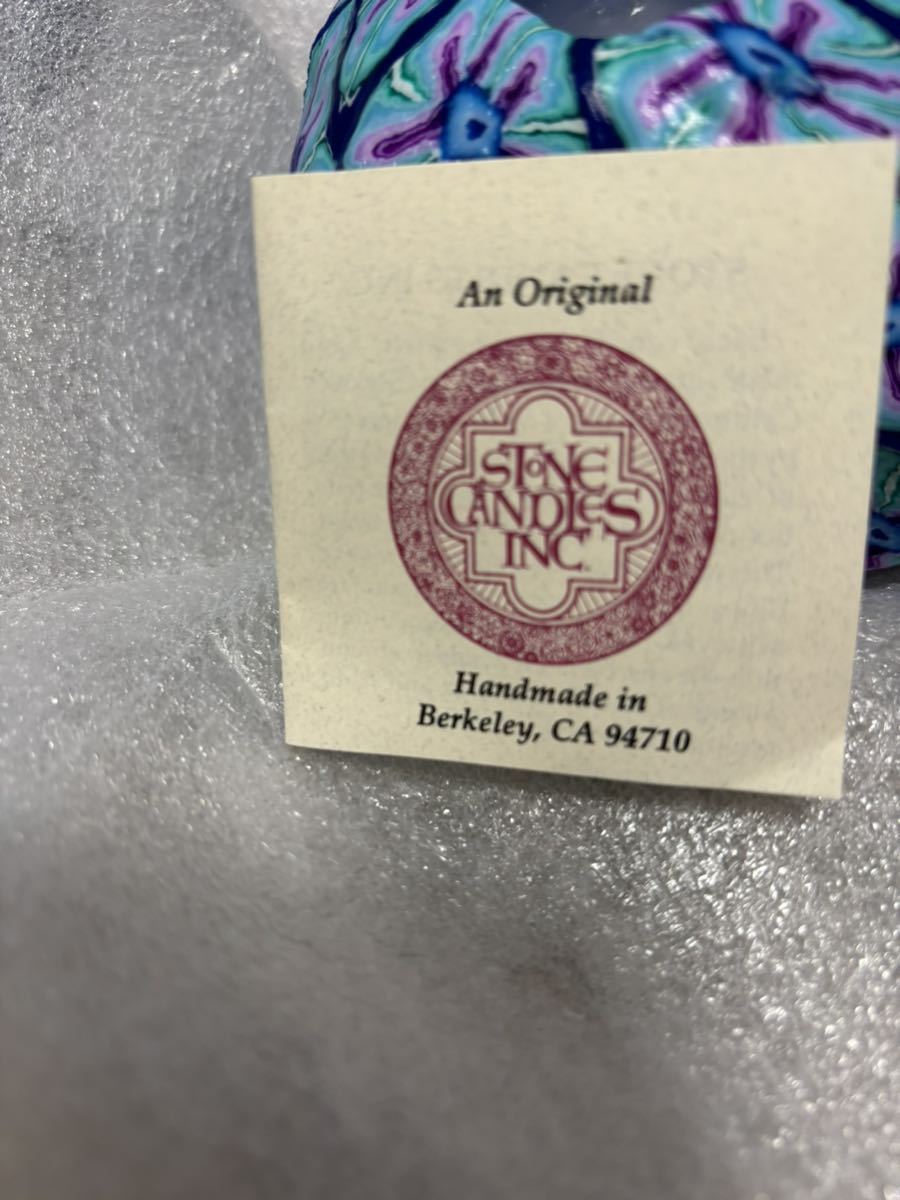 An Original
STONE
CANDLES
INC.
Handmade in
Berkeley, CA 94710